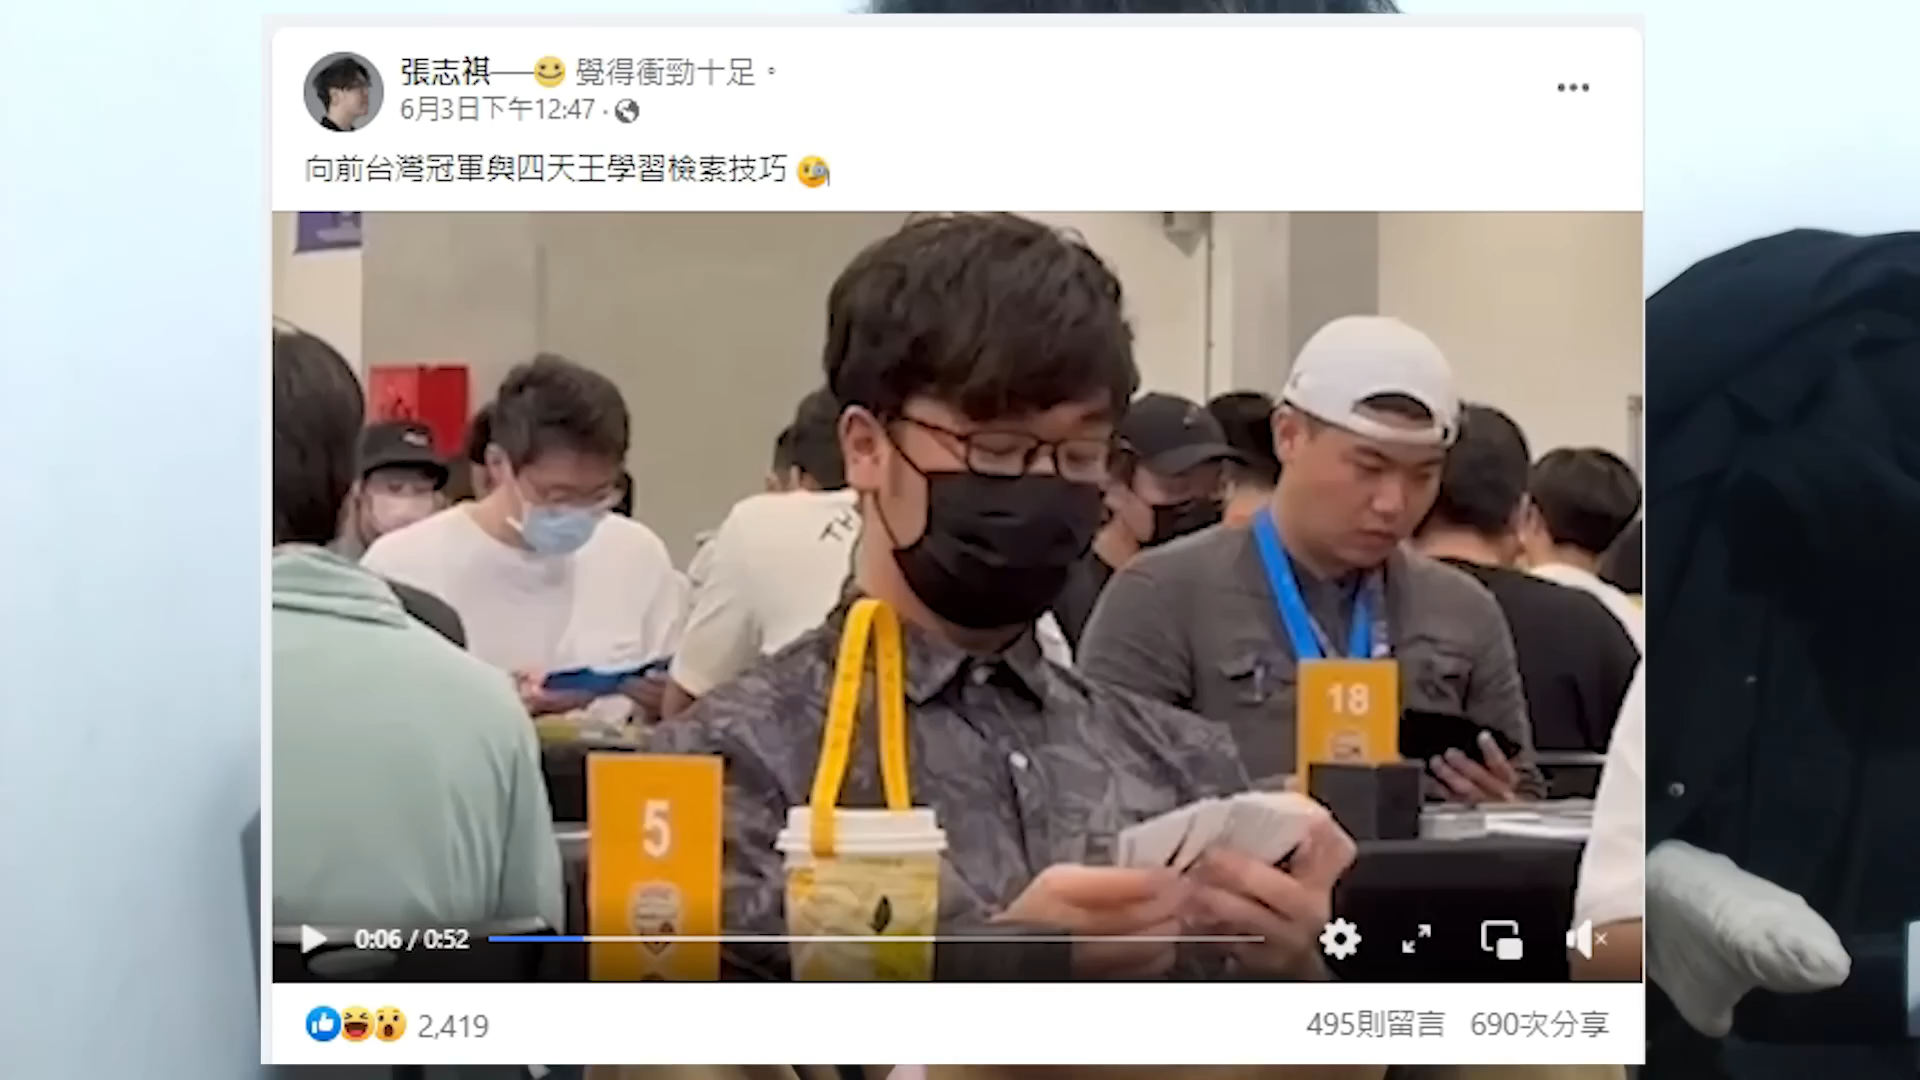 張志祺──😀 覺得衝勁十足。
6月3日下午12:47 ·
向前台灣冠軍與四天王學習檢索技巧 🧐
TH
18
5
0:06 / 0:52
2,419
495則留言 690次分享